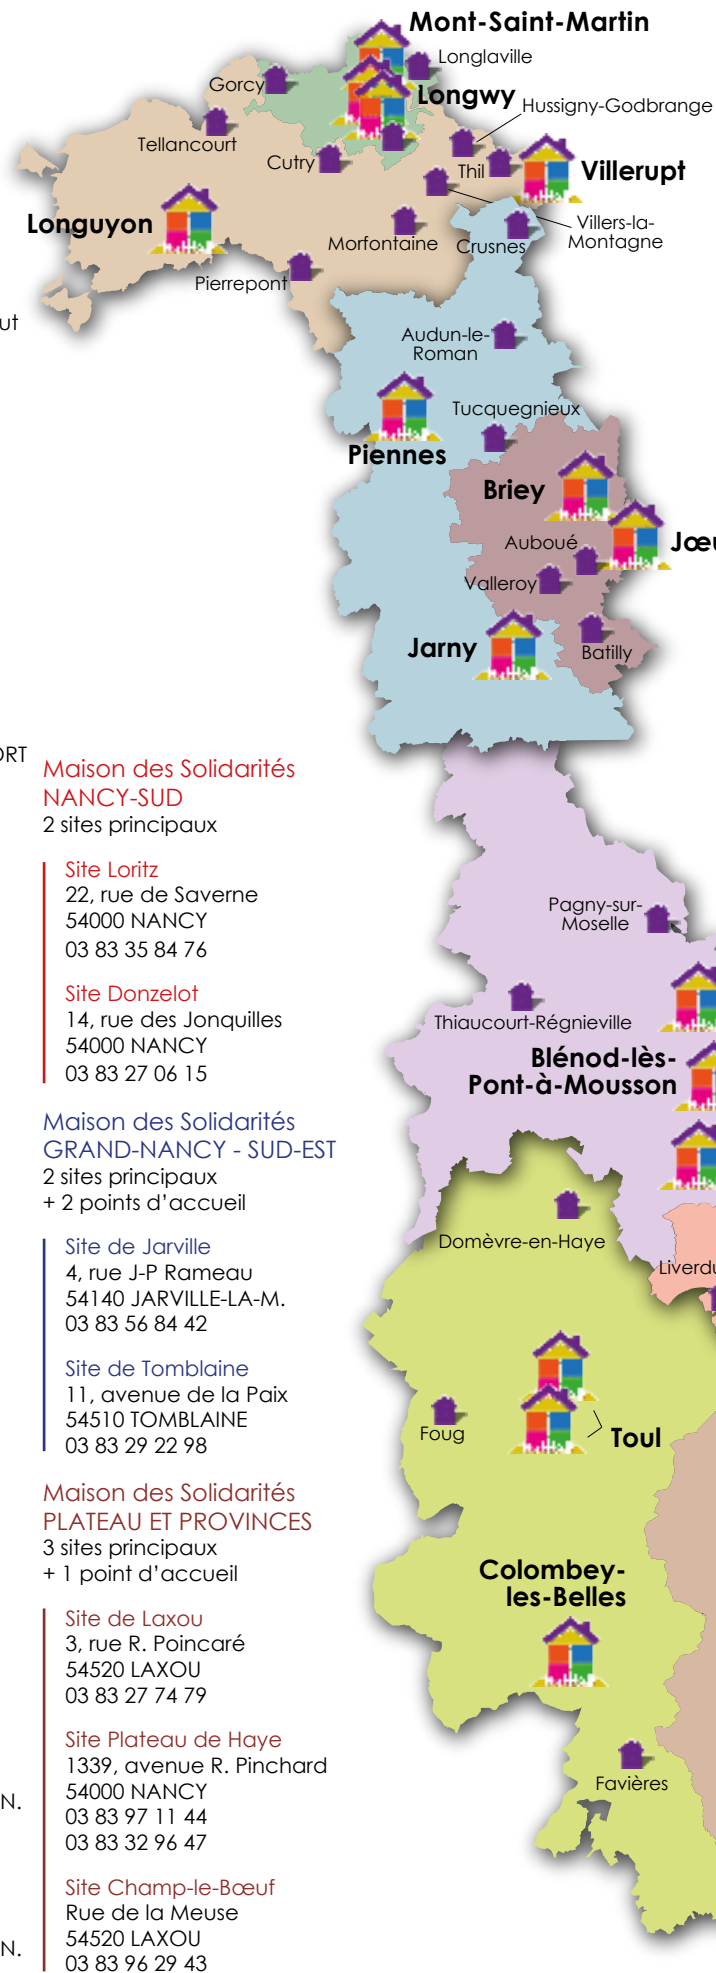 Mont-Saint-Martin
Longlaville
Gorcy
Longwy
Hussigny-Godbrange
Tellancourt
Cutry
Thil
Villerupt
Longuyon
Morfontaine
Crusnes
Villers-la-
Montagne
Pierrepont
ut
Audun-le-
Roman
Tucquegnieux
Piennes
Briey
Auboué
Jœu
Valleroy
Jarny
Batilly
ORT
Maison des Solidarités
NANCY-SUD
2 sites principaux
Site Loritz
22, rue de Saverne
54000 NANCY
03 83 35 84 76
Site Donzelot
14, rue des Jonquilles
54000 NANCY
03 83 27 06 15
Maison des Solidarités
GRAND-NANCY - SUD-EST
2 sites principaux
+ 2 points d’accueil
Site de Jarville
4, rue J-P Rameau
54140 JARVILLE-LA-M.
03 83 56 84 42
Site de Tomblaine
11, avenue de la Paix
54510 TOMBLAINE
03 83 29 22 98
Maison des Solidarités
PLATEAU ET PROVINCES
3 sites principaux
+ 1 point d’accueil
Site de Laxou
3, rue R. Poincaré
54520 LAXOU
03 83 27 74 79
Site Plateau de Haye
1339, avenue R. Pinchard
54000 NANCY
03 83 97 11 44
03 83 32 96 47
Site Champ-le-Bœuf
Rue de la Meuse
54520 LAXOU
03 83 96 29 43
N.
N.
Pagny-sur-
Moselle
Thiaucourt-Régnieville
Blénod-lès-
Pont-à-Mousson
Domèvre-en-Haye
Liverdu
Foug
Toul
Colombey-
les-Belles
Favières